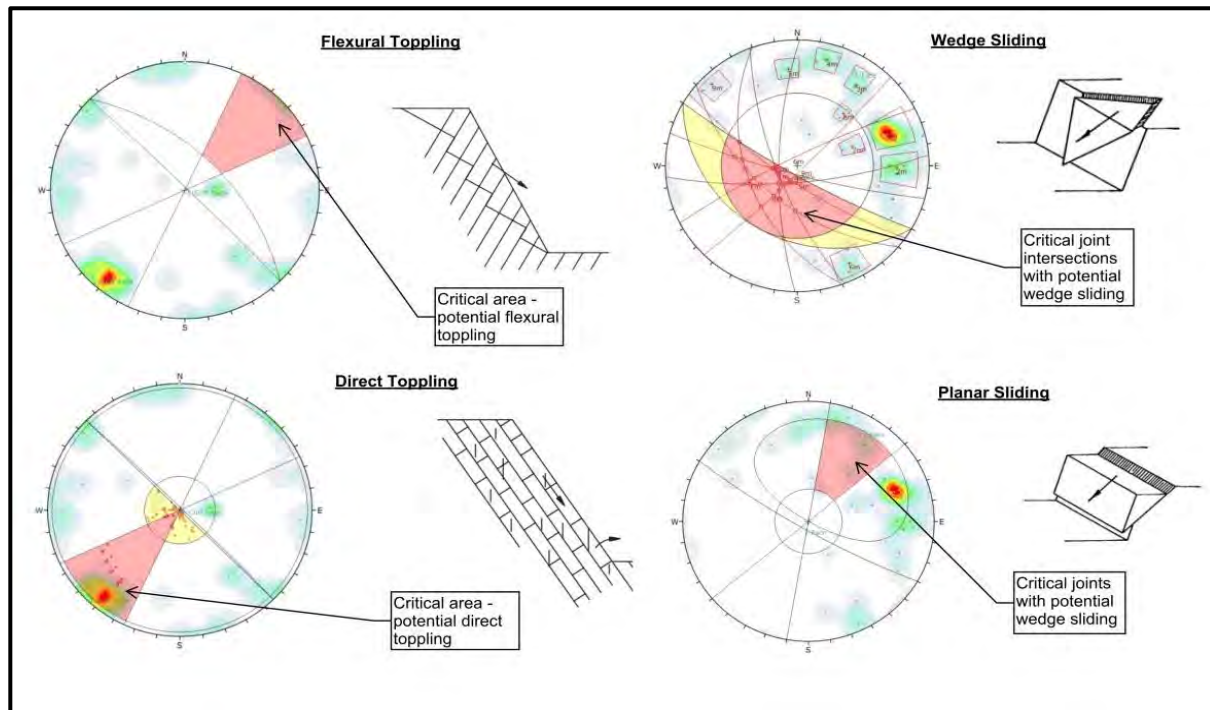 Flexural Toppling
N
W
E
S
Critical area -
potential flexural
toppling
Wedge Sliding
N
W
E
S
Critical joint
intersections
with potential
wedge sliding
Direct Toppling
N
W
E
S
Critical area -
potential direct
toppling
Planar Sliding
N
W
E
S
Critical joints
with potential
wedge sliding